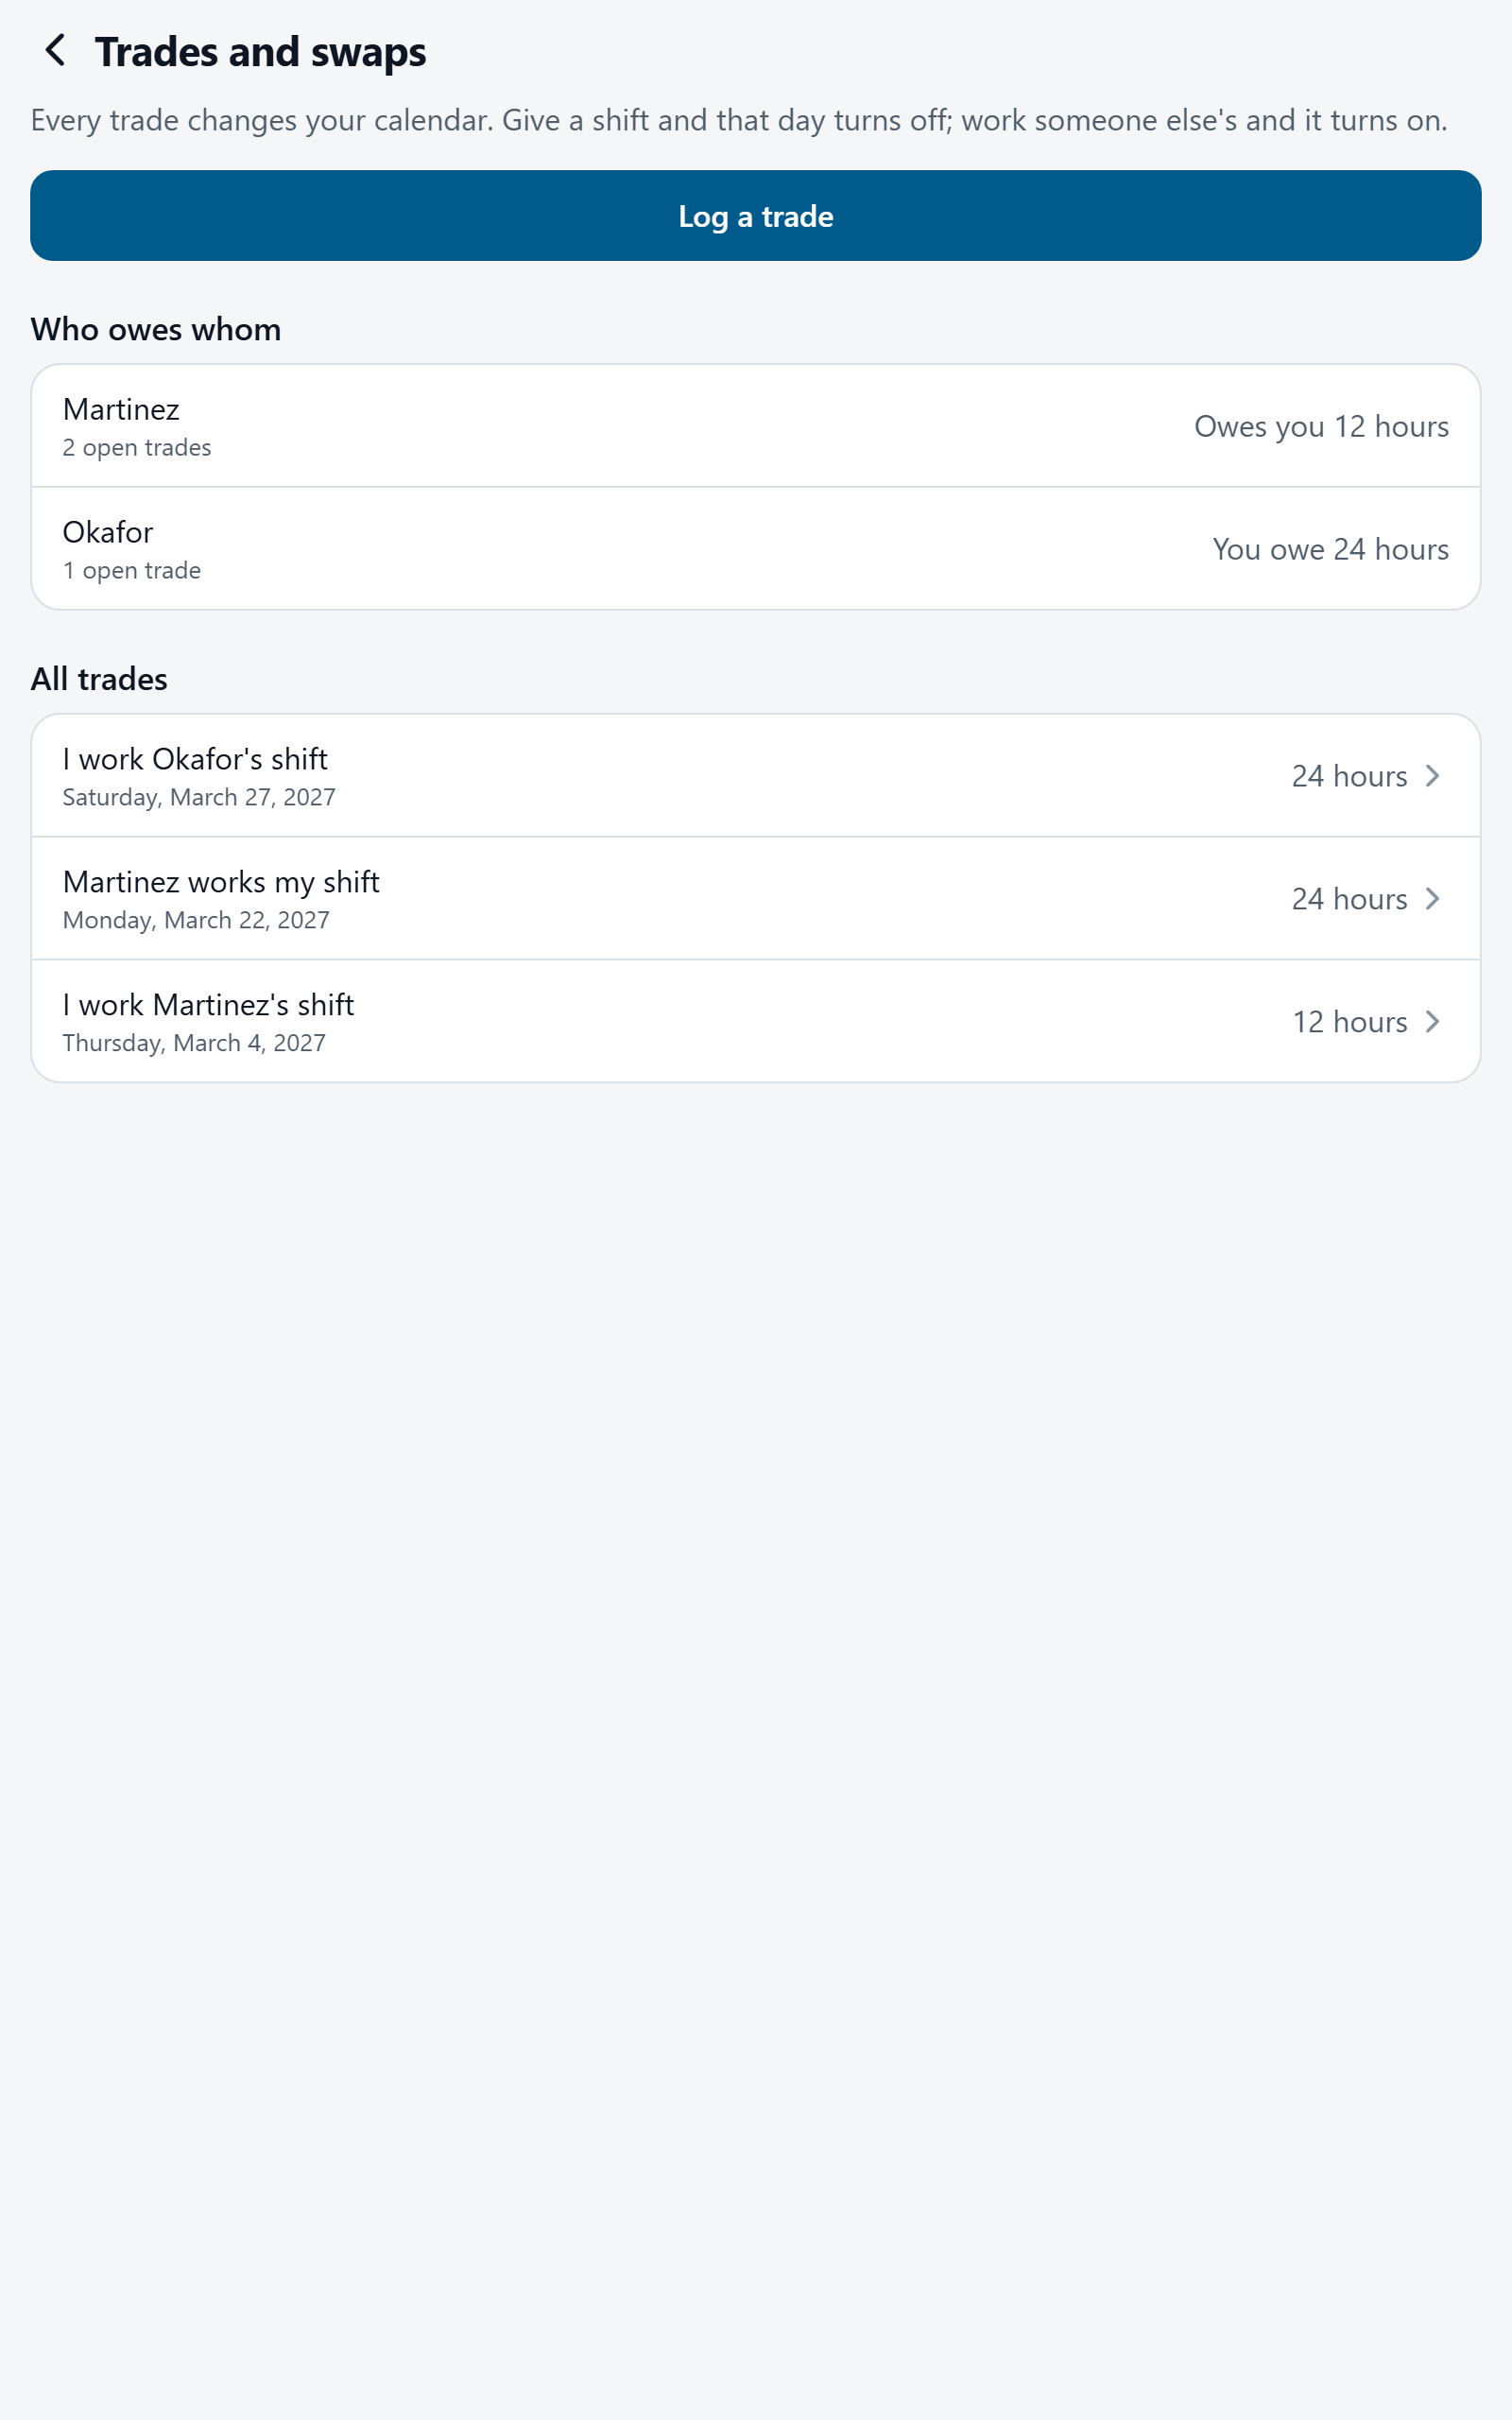 Trades and swaps
Every trade changes your calendar. Give a shift and that day turns off; work someone else's and it turns on.
Log a trade
Who owes whom
Martinez
2 open trades
Owes you 12 hours
Okafor
1 open trade
You owe 24 hours
All trades
I work Okafor's shift
Saturday, March 27, 2027
24 hours
Martinez works my shift
Monday, March 22, 2027
24 hours
I work Martinez's shift
Thursday, March 4, 2027
12 hours